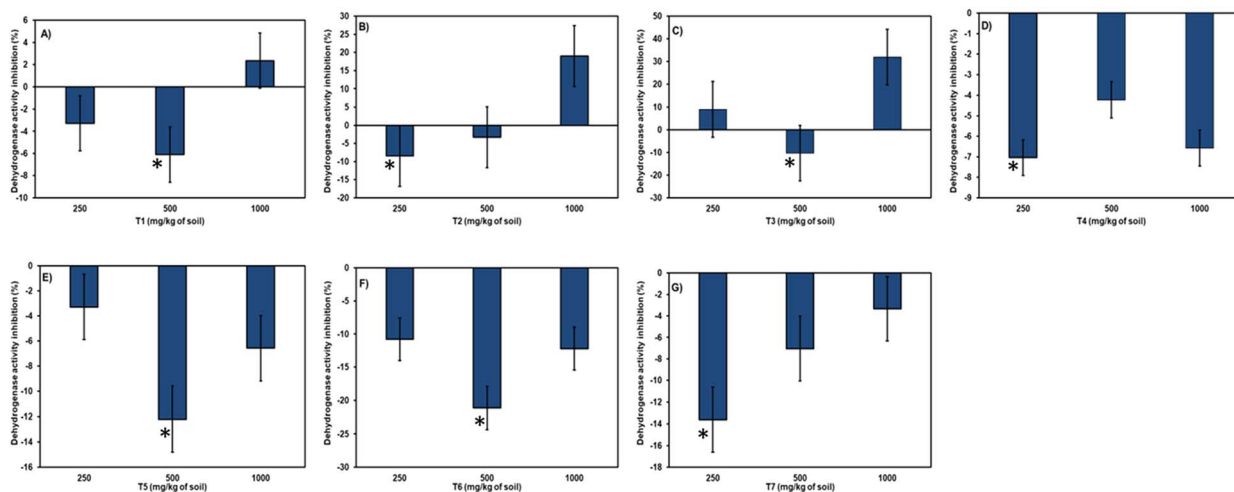 A)
Dehydrogenase activity inhibition (%)
6
4
2
0
-2
-4
-6
-8
-10
*
250 500 1000
T1 (mg/kg of soil)
B)
Dehydrogenase activity inhibition (%)
30
25
20
15
10
5
0
-5
-10
-15
-20
*
250 500 1000
T2 (mg/kg of soil)
C)
Dehydrogenase activity inhibition (%)
50
40
30
20
10
0
-10
-20
-30
*
250 500 1000
T3 (mg/kg of soil)
D)
Dehydrogenase activity inhibition (%)
0
-1
-2
-3
-4
-5
-6
-7
-8
-9
*
250 500 1000
T4 (mg/kg of soil)
E)
Dehydrogenase activity inhibition (%)
0
-2
-4
-6
-8
-10
-12
-14
-16
*
250 500 1000
T5 (mg/kg of soil)
F)
Dehydrogenase activity inhibition (%)
0
-5
-10
-15
-20
-25
-30
*
250 500 1000
T6 (mg/kg of soil)
G)
Dehydrogenase activity inhibition (%)
0
-2
-4
-6
-8
-10
-12
-14
-16
-18
*
250 500 1000
T7 (mg/kg of soil)